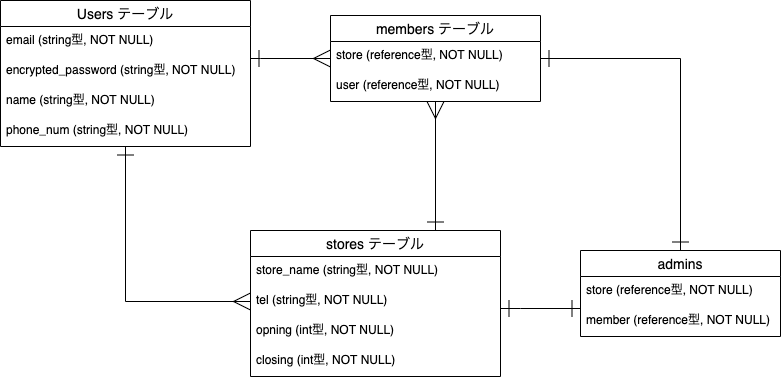 Users テーブル
email (string型, NOT NULL)
encrypted_password (string型, NOT NULL)
name (string型, NOT NULL)
phone_num (string型, NOT NULL)
members テーブル
store (reference型, NOT NULL)
user (reference型, NOT NULL)
stores テーブル
store_name (string型, NOT NULL)
tel (string型, NOT NULL)
opning (int型, NOT NULL)
closing (int型, NOT NULL)
admins
store (reference型, NOT NULL)
member (reference型, NOT NULL)